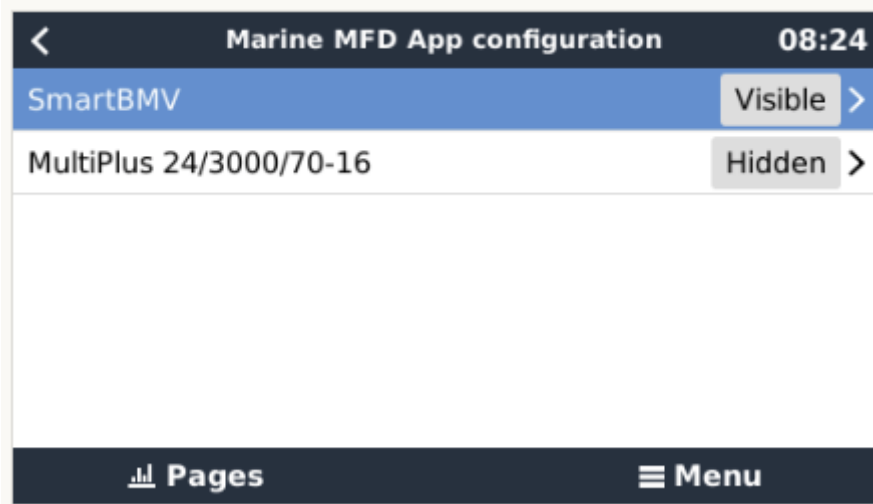 Marine MFD App configuration 08:24
SmartBMV Visible
MultiPlus 24/3000/70-16 Hidden
Pages Menu